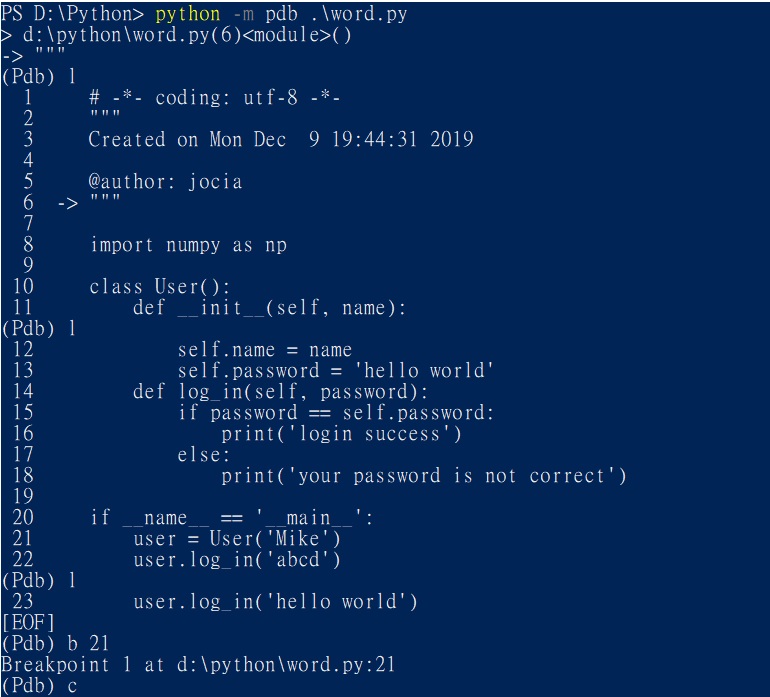 PS D:\Python> python -m pdb .\word.py
> d:\python\word.py(6)<module>()
-> """
(Pdb) l
  1     # -*- coding: utf-8 -*-
  2     """
  3     Created on Mon Dec  9 19:44:31 2019
  4
  5     @author: jocia
  6  -> """
  7
  8     import numpy as np
  9
 10     class User():
 11         def __init__(self, name):
(Pdb) l
 12             self.name = name
 13             self.password = 'hello world'
 14         def log_in(self, password):
 15             if password == self.password:
 16                 print('login success')
 17             else:
 18                 print('your password is not correct')
 19
 20     if __name__ == '__main__':
 21         user = User('Mike')
 22         user.log_in('abcd')
(Pdb) l
 23         user.log_in('hello world')
[EOF]
(Pdb) b 21
Breakpoint 1 at d:\python\word.py:21
(Pdb) c